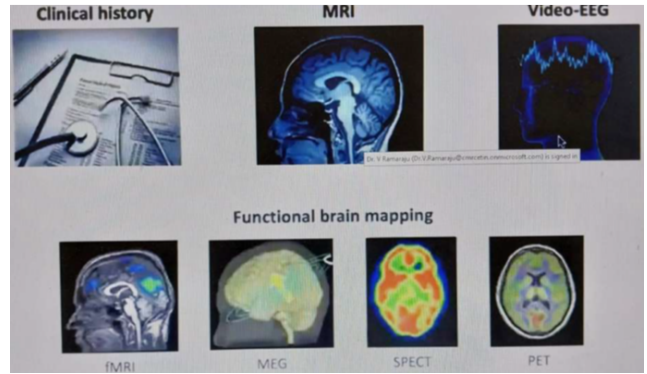 Clinical history
MRI
Video-EEG
Functional brain mapping
fMRI
MEG
SPECT
PET